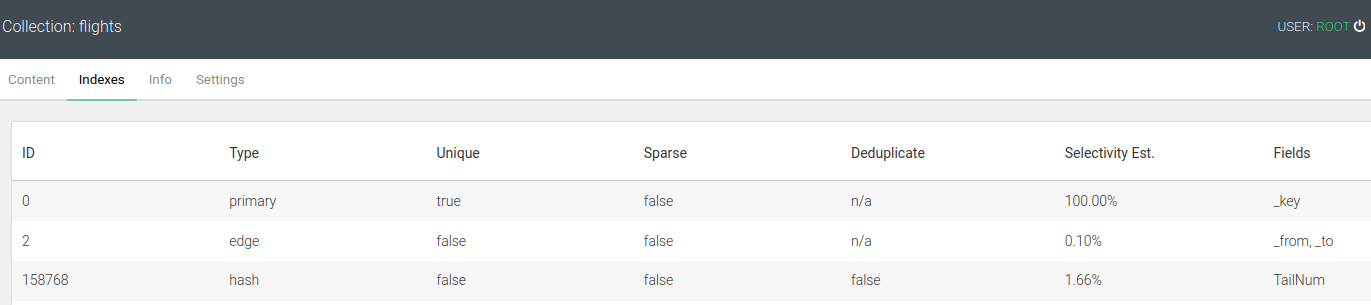 Collection: flights USER: ROOT
Content Indexes Info Settings
ID Type Unique Sparse Deduplicate Selectivity Est. Fields
0 primary true false n/a 100.00% _key
2 edge false false n/a 0.10% _from, _to
158768 hash false false false 1.66% TailNum